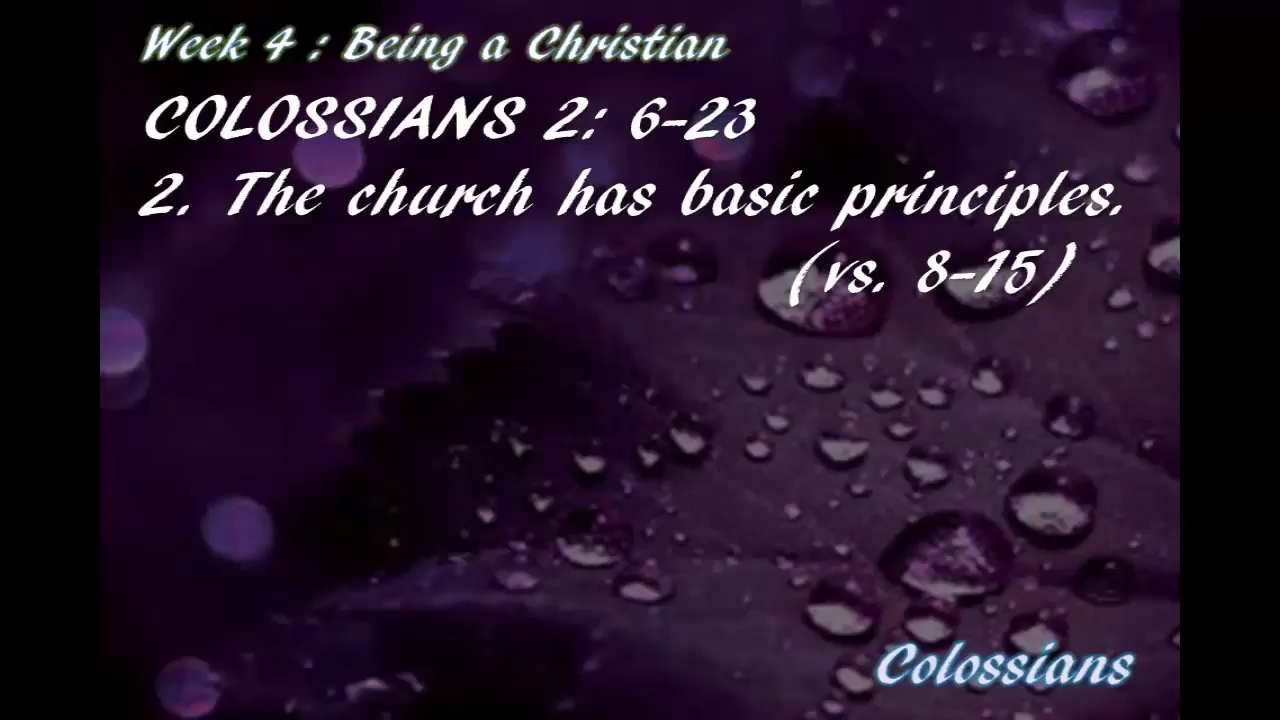 Week 4 : Being a Christian
COLOSSIANS 2: 6-23
2. The church has basic principles.
(vs. 8-15)
Colossians